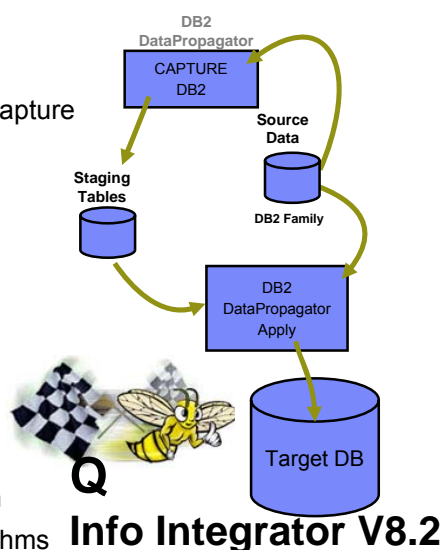 DB2
DataPropagator
CAPTURE
DB2
apture
Source
Data
Staging
Tables
DB2 Family
DB2
DataPropagator
Apply
Target DB
Q
hms
Info Integrator V8.2